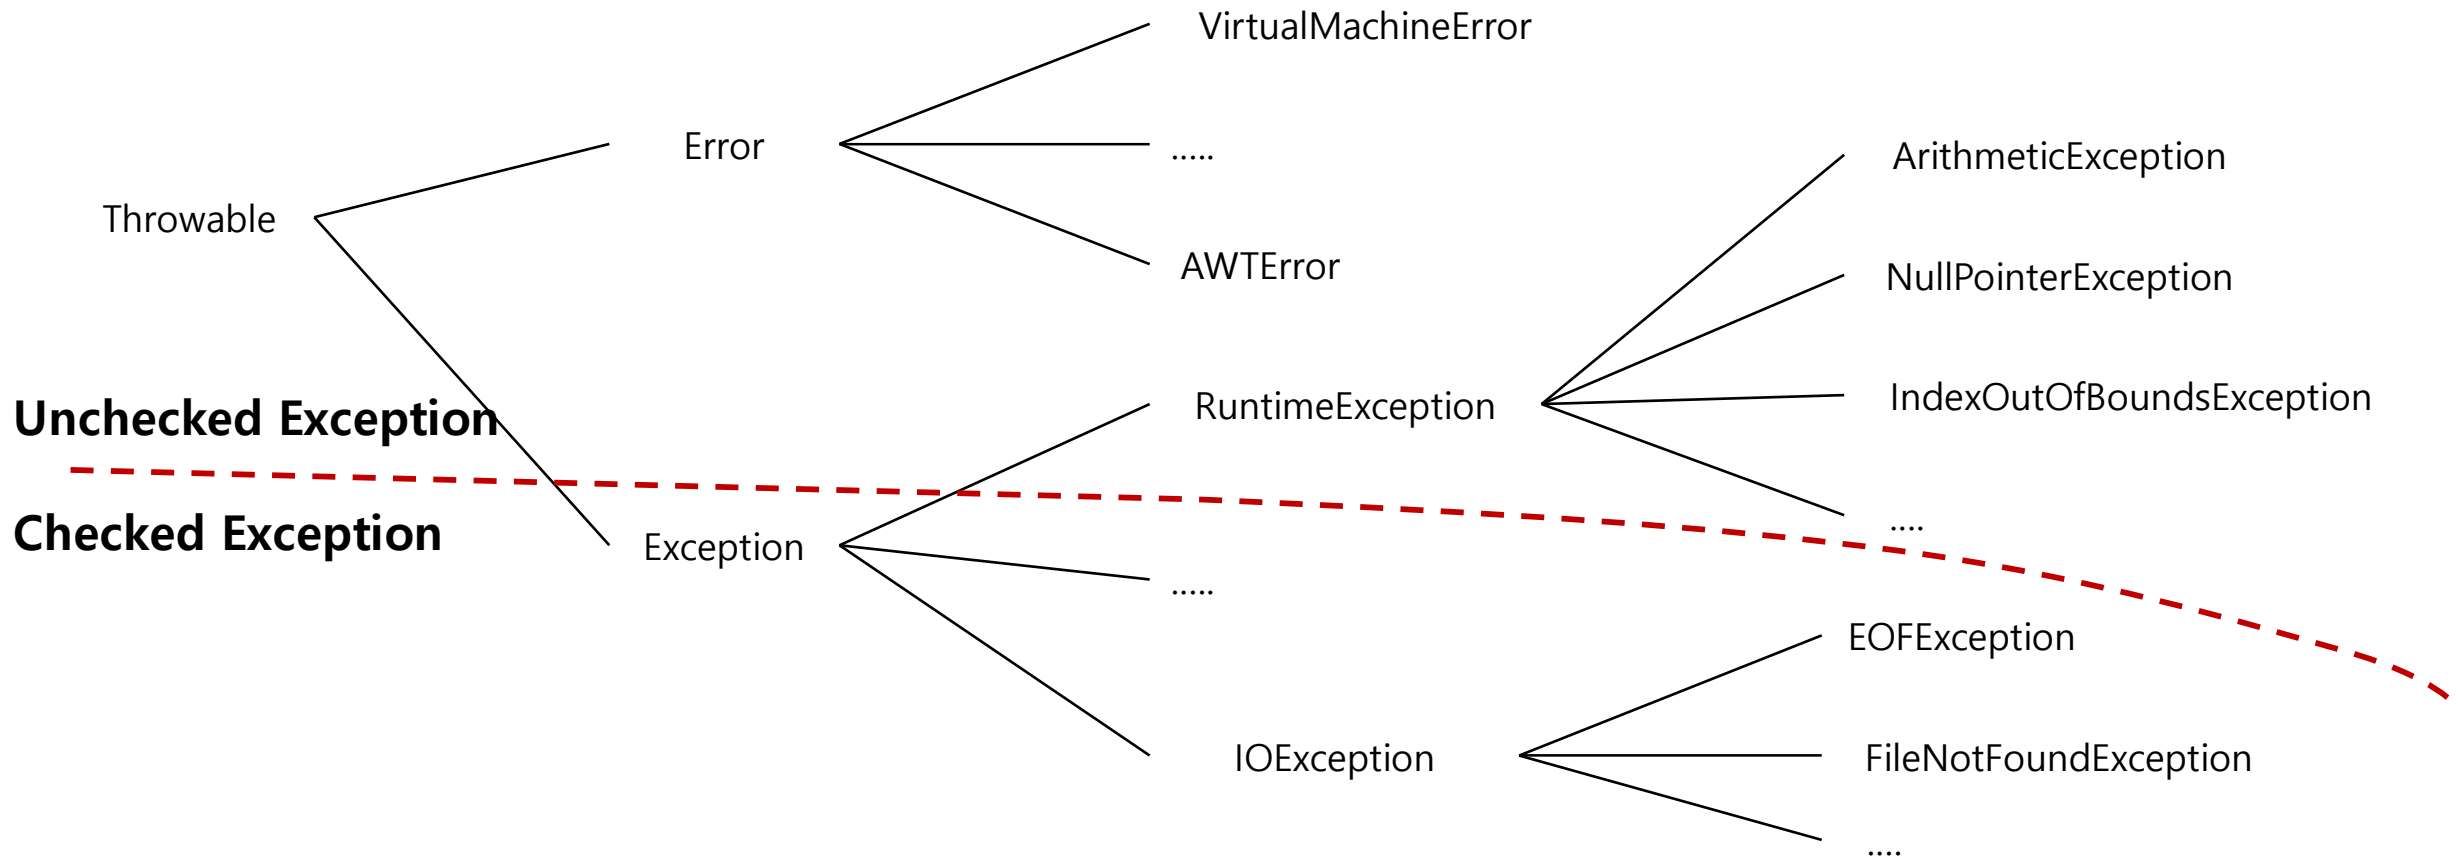 VirtualMachineError
Error
.....
ArithmeticException
Throwable
AWTError
NullPointerException
Unchecked Exception
RuntimeException
IndexOutOfBoundsException
Checked Exception
Exception
....
.....
EOFException
IOException
FileNotFoundException
....